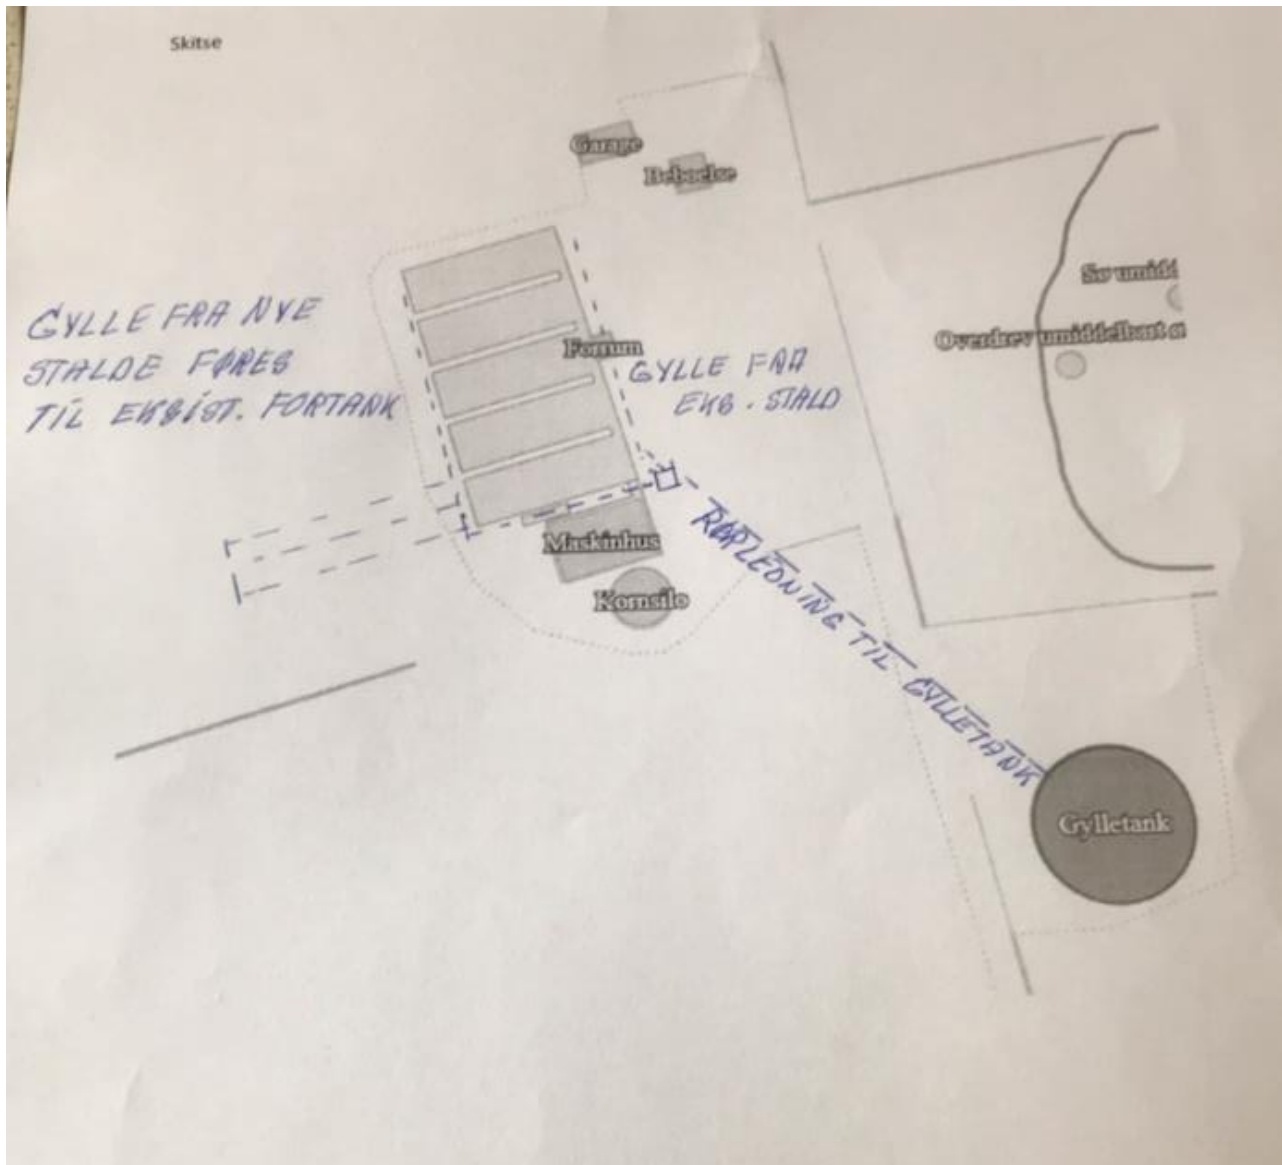 Skitse
Garage
Beboelse
Sø umidd
Overdrev umiddelbart ø
Forrum
GYLLE FRA NYE
STALDE FØRES
TIL EKSIST. FORTANK
GYLLE FRA
EKS. STALD
Maskinhus
Kornsilo
RØRLEDNING TIL GYLLETANK
Gylletank